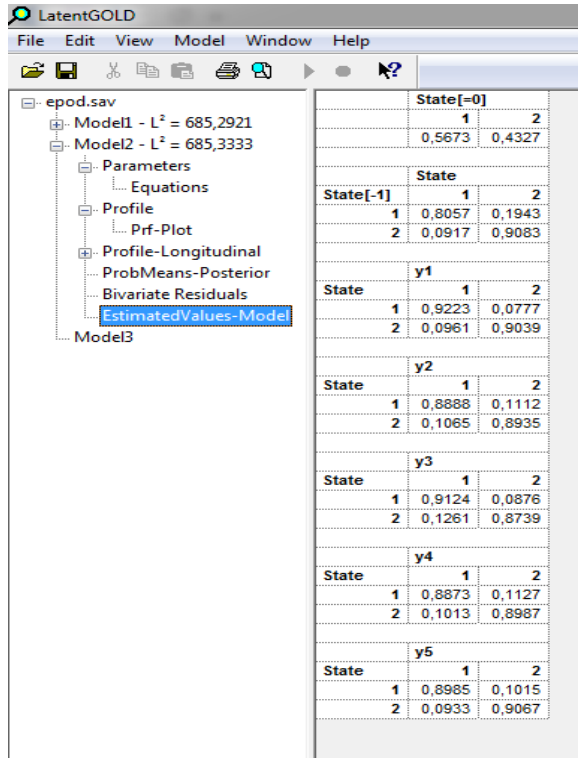 LatentGOLD
File Edit View Model Window Help
epod.sav
Model1 - L² = 685,2921
Model2 - L² = 685,3333
Parameters
Equations
Profile
Prf-Plot
Profile-Longitudinal
ProbMeans-Posterior
Bivariate Residuals
EstimatedValues-Model
Model3
State[=0]
1 2
0,5673 0,4327
State
State[-1] 1 2
1 0,8057 0,1943
2 0,0917 0,9083
y1
State 1 2
1 0,9223 0,0777
2 0,0961 0,9039
y2
State 1 2
1 0,8888 0,1112
2 0,1065 0,8935
y3
State 1 2
1 0,9124 0,0876
2 0,1261 0,8739
y4
State 1 2
1 0,8873 0,1127
2 0,1013 0,8987
y5
State 1 2
1 0,8985 0,1015
2 0,0933 0,9067